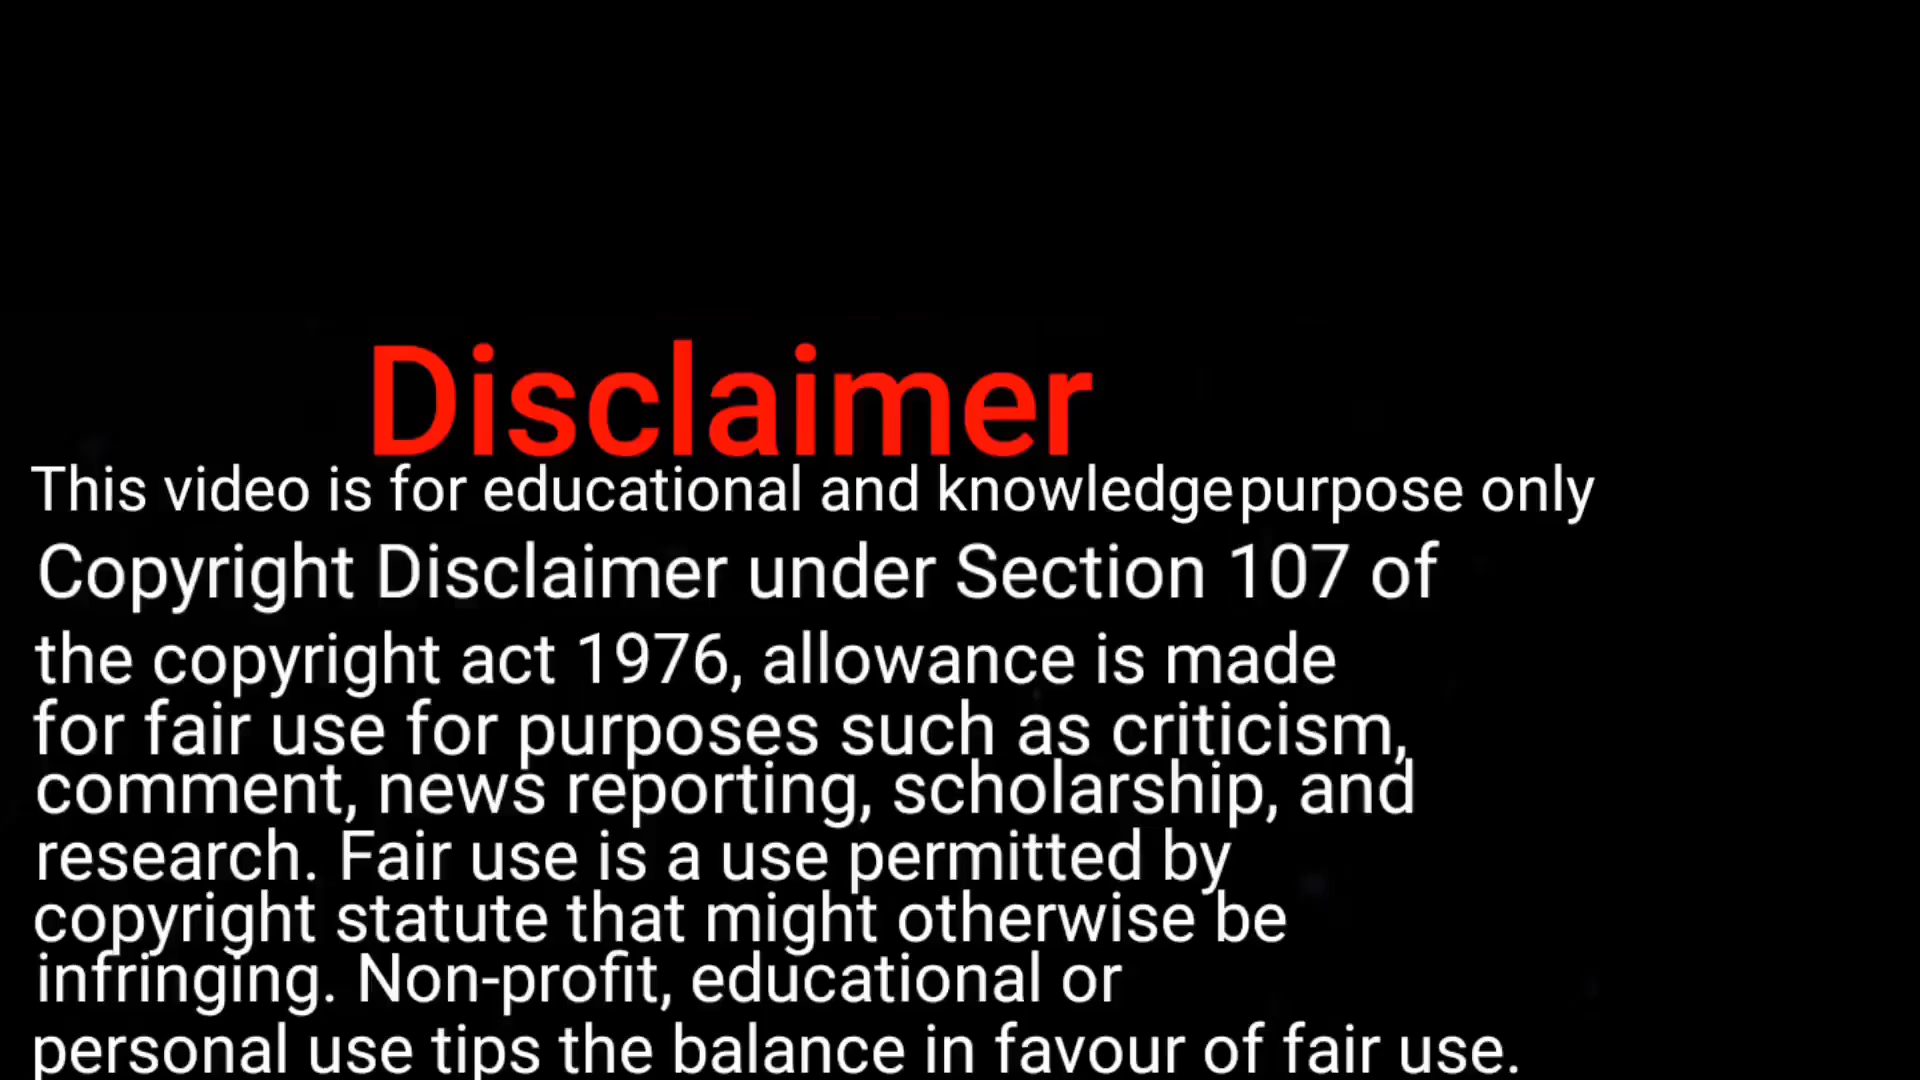 Disclaimer
This video is for educational and knowledge purpose only
Copyright Disclaimer under Section 107 of
the copyright act 1976, allowance is made
for fair use for purposes such as criticism,
comment, news reporting, scholarship, and
research. Fair use is a use permitted by
copyright statute that might otherwise be
infringing. Non-profit, educational or
personal use tips the balance in favour of fair use.